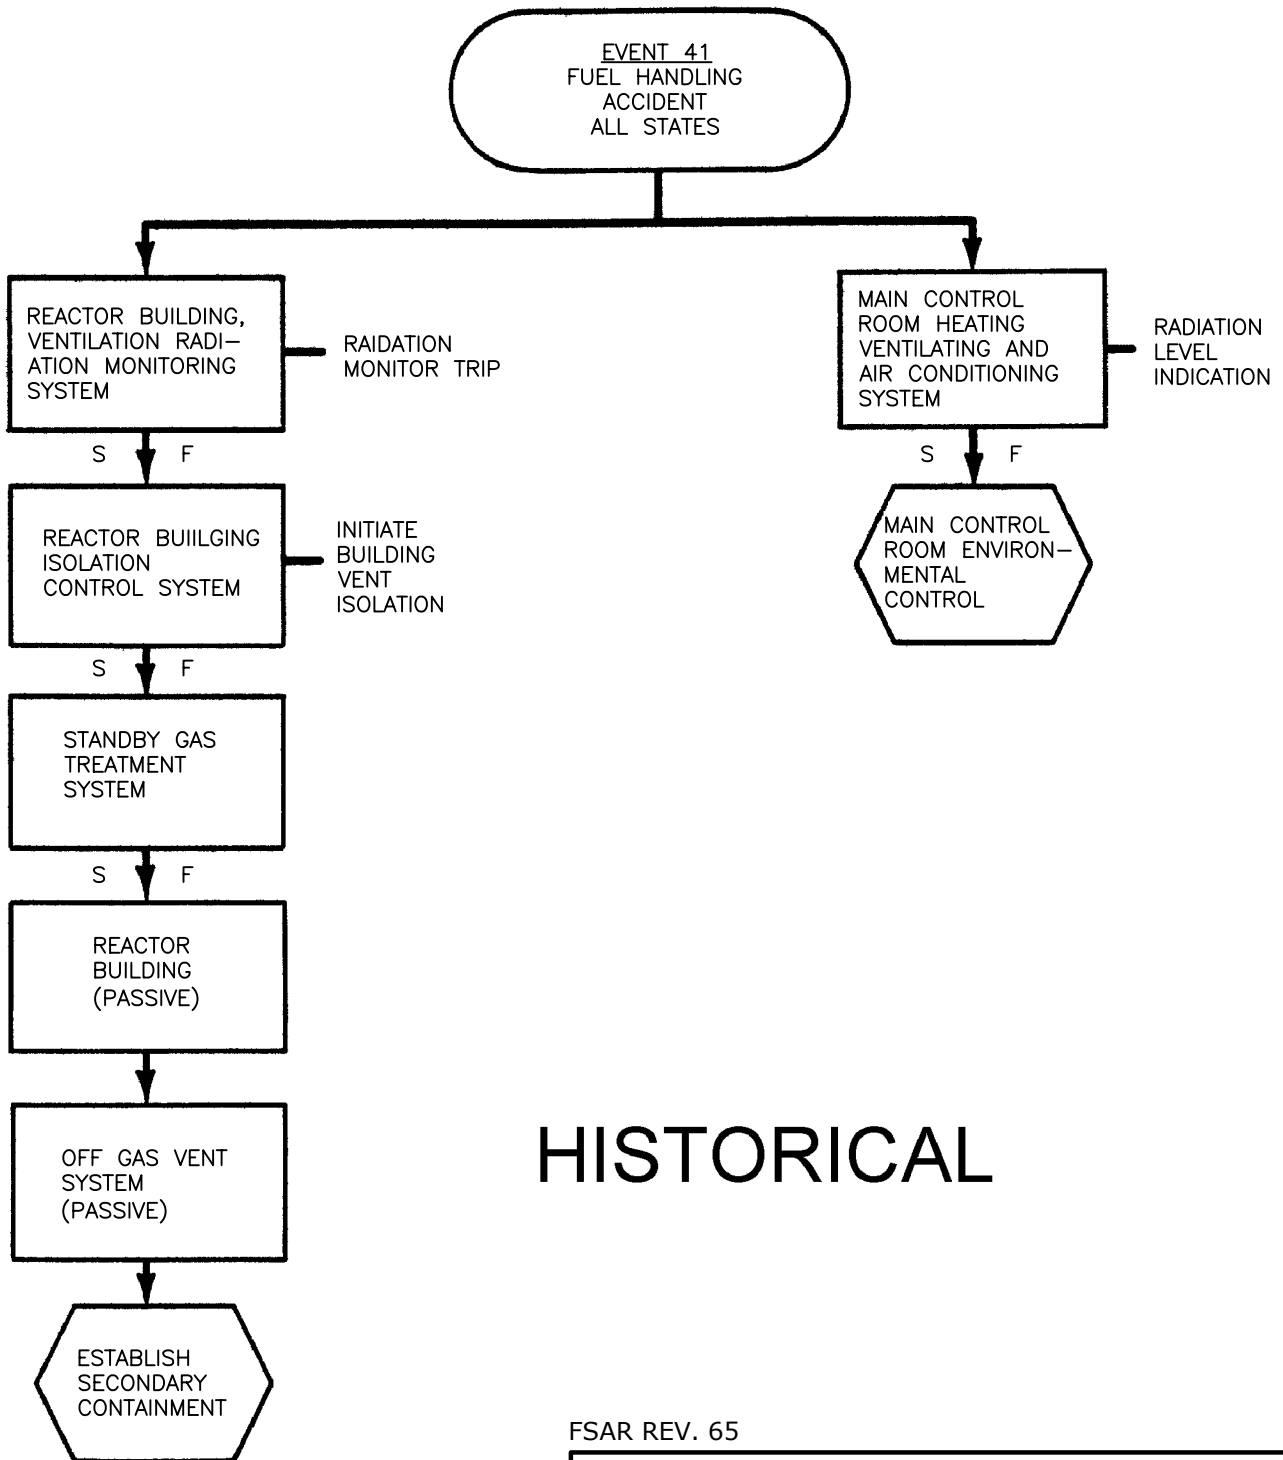 EVENT 41
FUEL HANDLING
ACCIDENT
ALL STATES
REACTOR BUILDING,
VENTILATION RADI-
ATION MONITORING
SYSTEM
RAIDATION
MONITOR TRIP
MAIN CONTROL
ROOM HEATING
VENTILATING AND
AIR CONDITIONING
SYSTEM
RADIATION
LEVEL
INDICATION
S F
S F
REACTOR BUIILGING
ISOLATION
CONTROL SYSTEM
INITIATE
BUILDING
VENT
ISOLATION
MAIN CONTROL
ROOM ENVIRON-
MENTAL
CONTROL
S F
STANDBY GAS
TREATMENT
SYSTEM
S F
REACTOR
BUILDING
(PASSIVE)
OFF GAS VENT
SYSTEM
(PASSIVE)
HISTORICAL
ESTABLISH
SECONDARY
CONTAINMENT
FSAR REV. 65